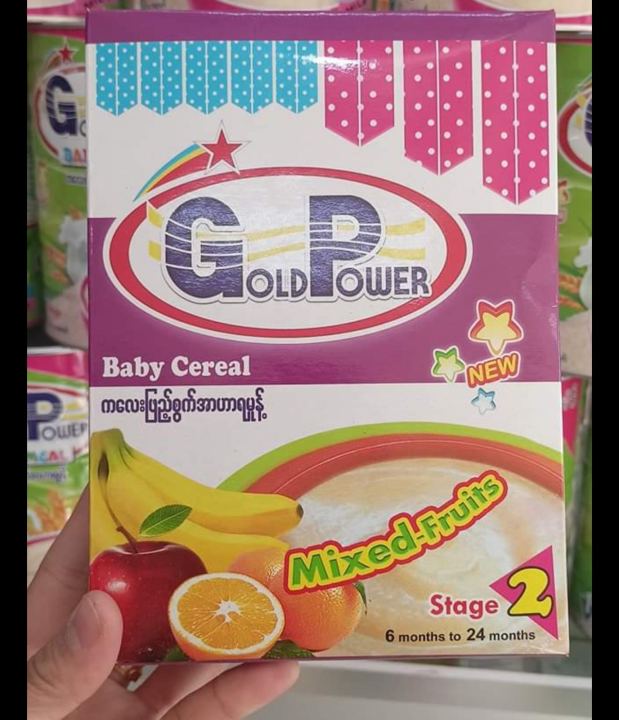 GOLD POWER
Baby Cereal
NEW
ကလေးဖြည့်စွက်အာဟာရမှုန့်
Mixed-Fruits
Stage 2
6 months to 24 months